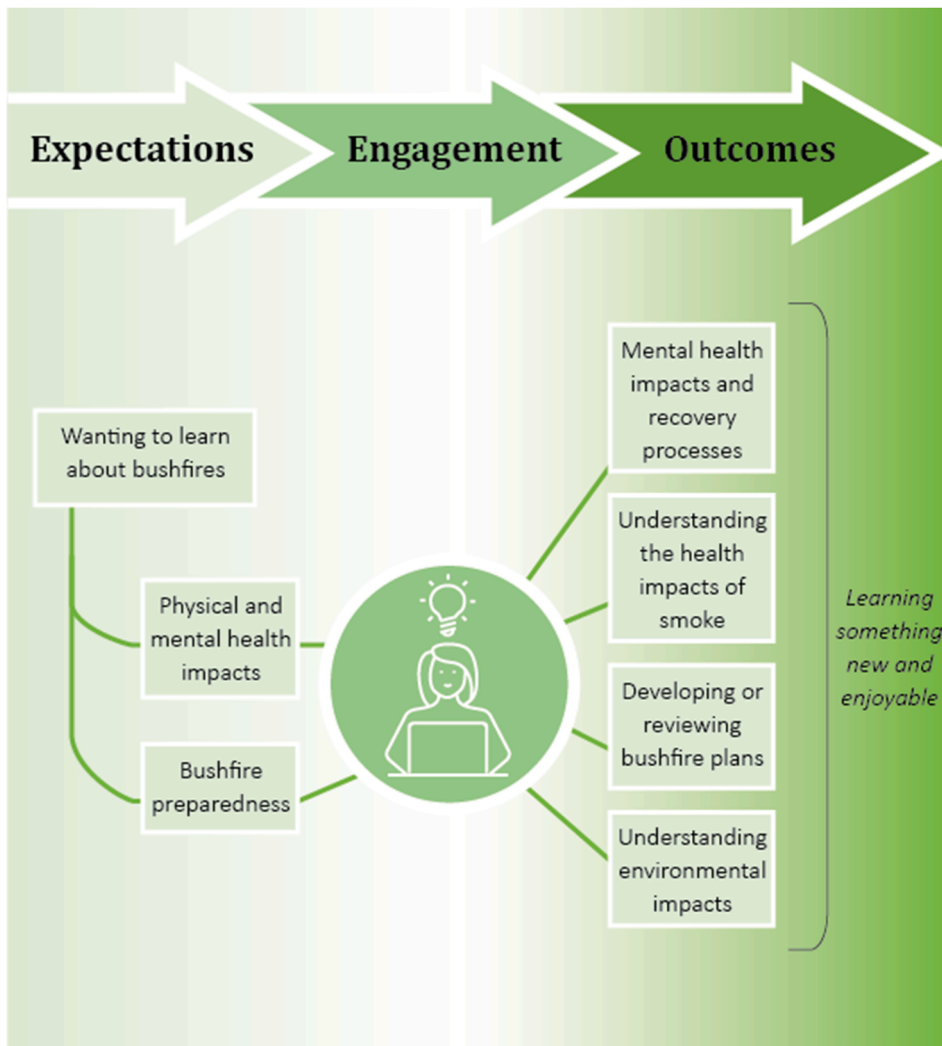 Expectations
Engagement
Outcomes
Wanting to learn
about bushfires
Physical and
mental health
impacts
Bushfire
preparedness
Mental health
impacts and
recovery
processes
Understanding
the health
impacts of
smoke
Developing or
reviewing
bushfire plans
Understanding
environmental
impacts
Learning
something
new and
enjoyable